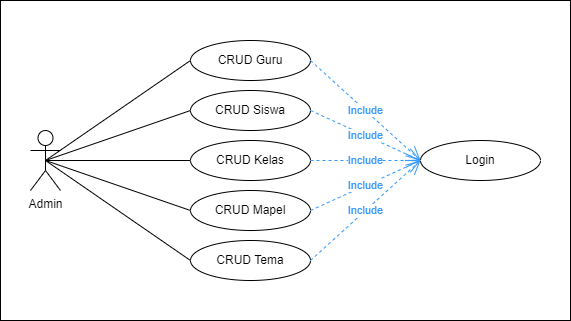 CRUD Guru
CRUD Siswa
CRUD Kelas
CRUD Mapel
CRUD Tema
Admin
Include
Include
Include
Include
Include
Login